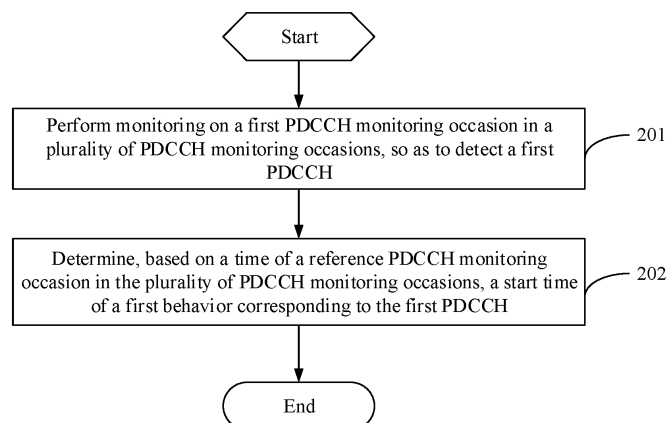 Start
Perform monitoring on a first PDCCH monitoring occasion in a
plurality of PDCCH monitoring occasions, so as to detect a first
PDCCH
201
Determine, based on a time of a reference PDCCH monitoring
occasion in the plurality of PDCCH monitoring occasions, a start time
of a first behavior corresponding to the first PDCCH
202
End